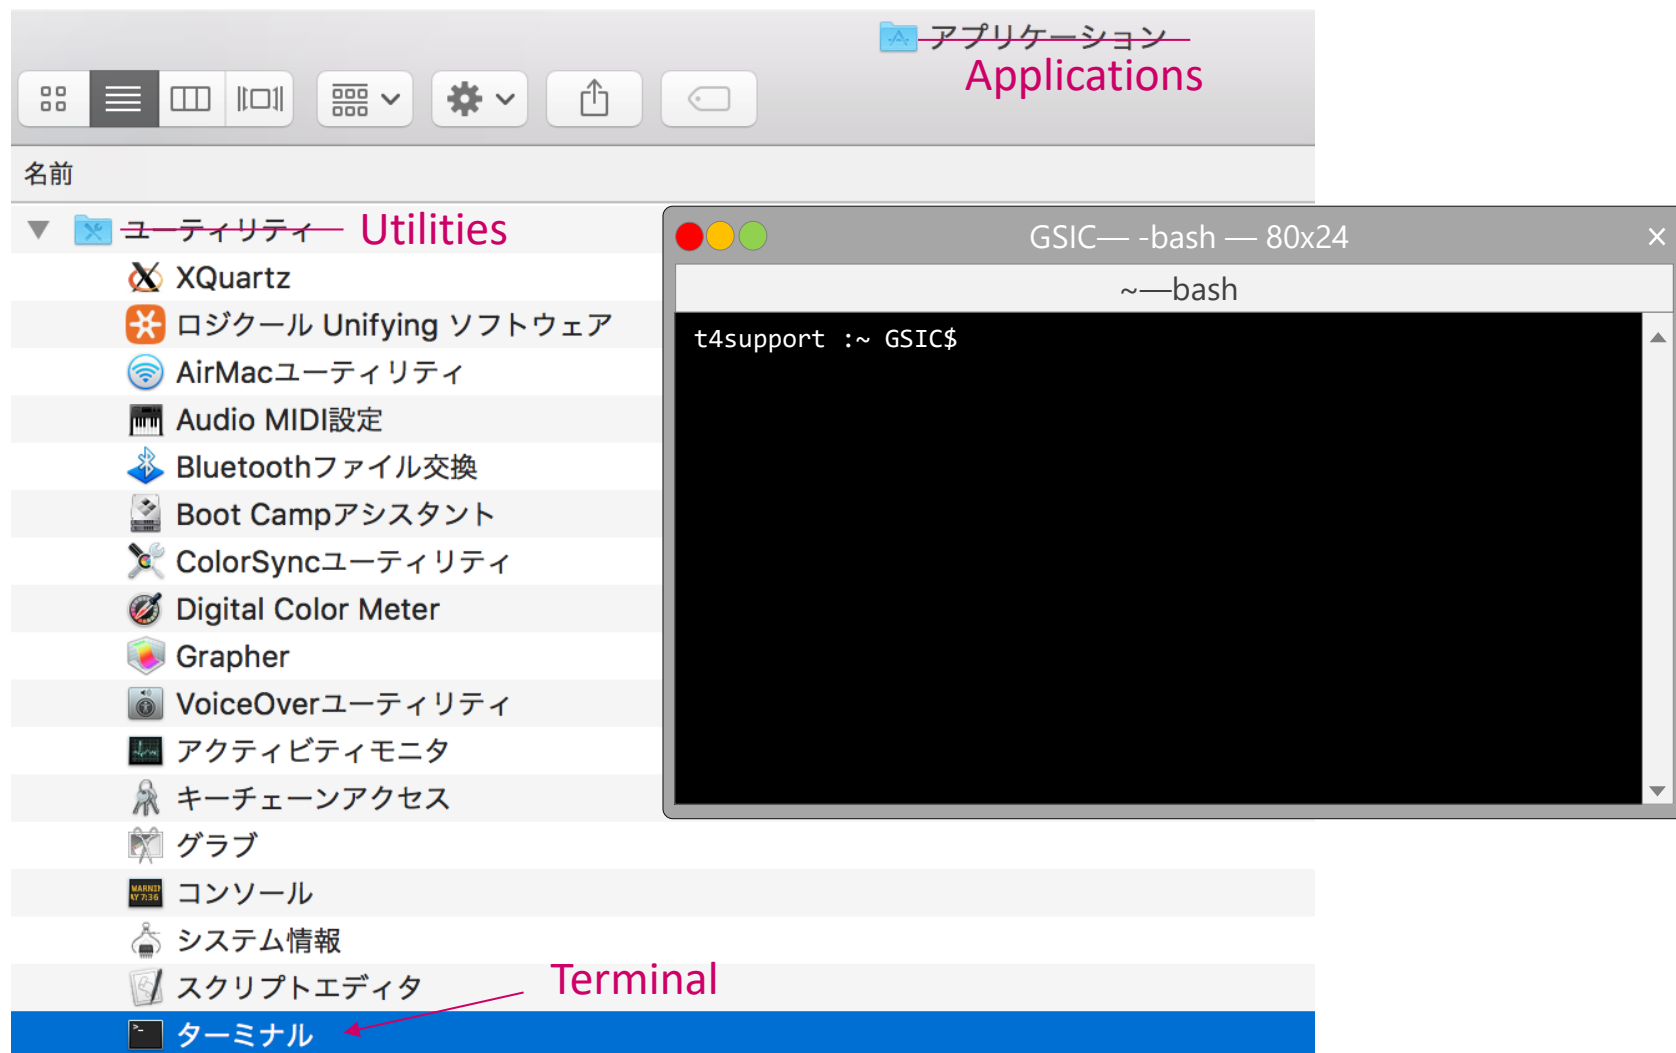 アプリケーション
Applications
名前
ユーティリティ Utilities
XQuartz
ロジクール Unifying ソフトウェア
AirMacユーティリティ
Audio MIDI設定
Bluetoothファイル交換
Boot Campアシスタント
ColorSyncユーティリティ
Digital Color Meter
Grapher
VoiceOverユーティリティ
アクティビティモニタ
キーチェーンアクセス
グラブ
コンソール
システム情報
スクリプトエディタ
Terminal
ターミナル
GSIC— -bash — 80x24
~—bash
t4support :~ GSIC$